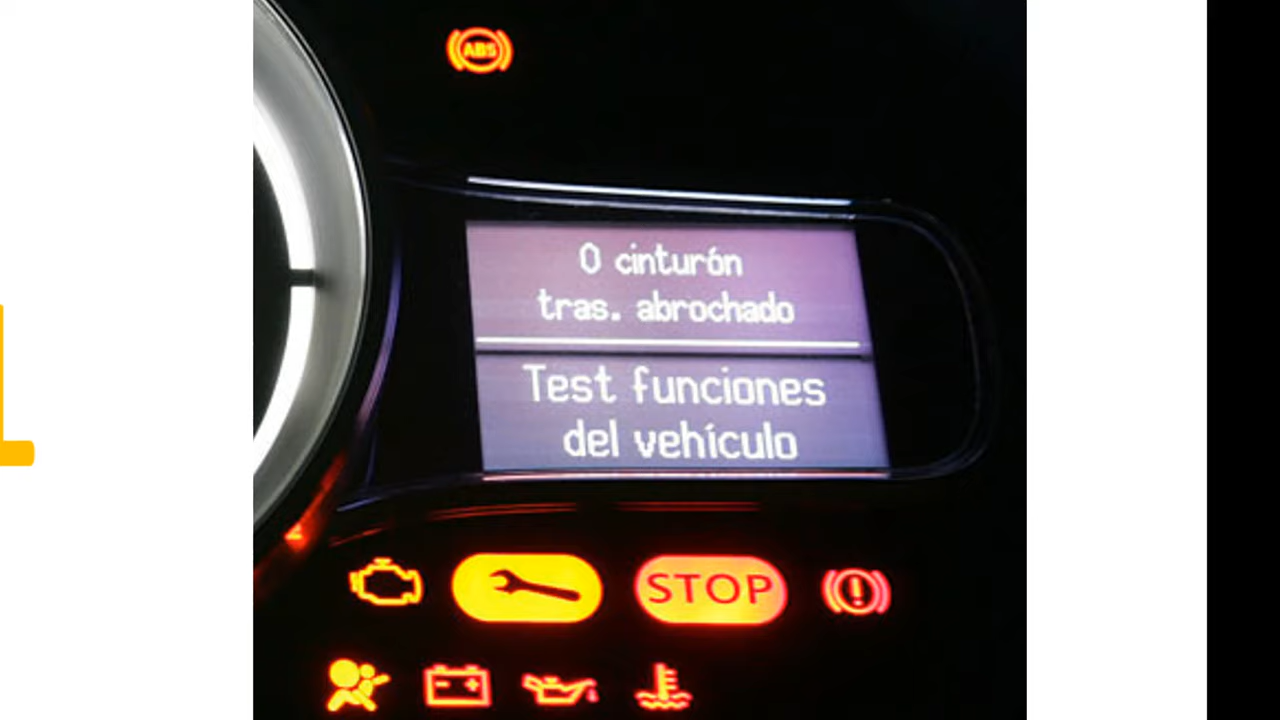 ABS
0 cinturón
tras. abrochado
Test funciones
del vehículo
STOP